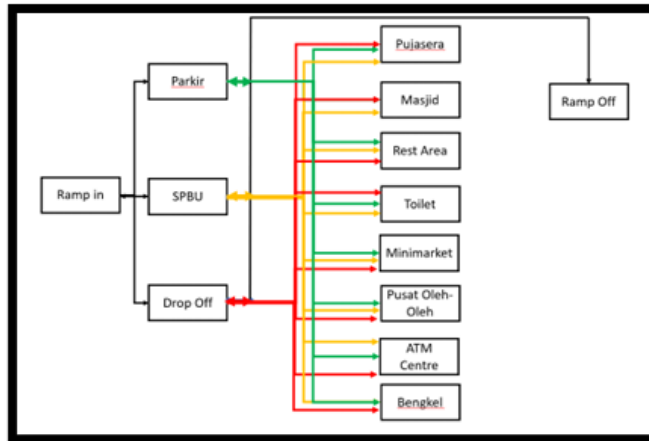 Pujasera
Parkir
Ramp Off
Masjid
Rest Area
Ramp in
SPBU
Toilet
Minimarket
Drop Off
Pusat Oleh-
Oleh
ATM
Centre
Bengkel